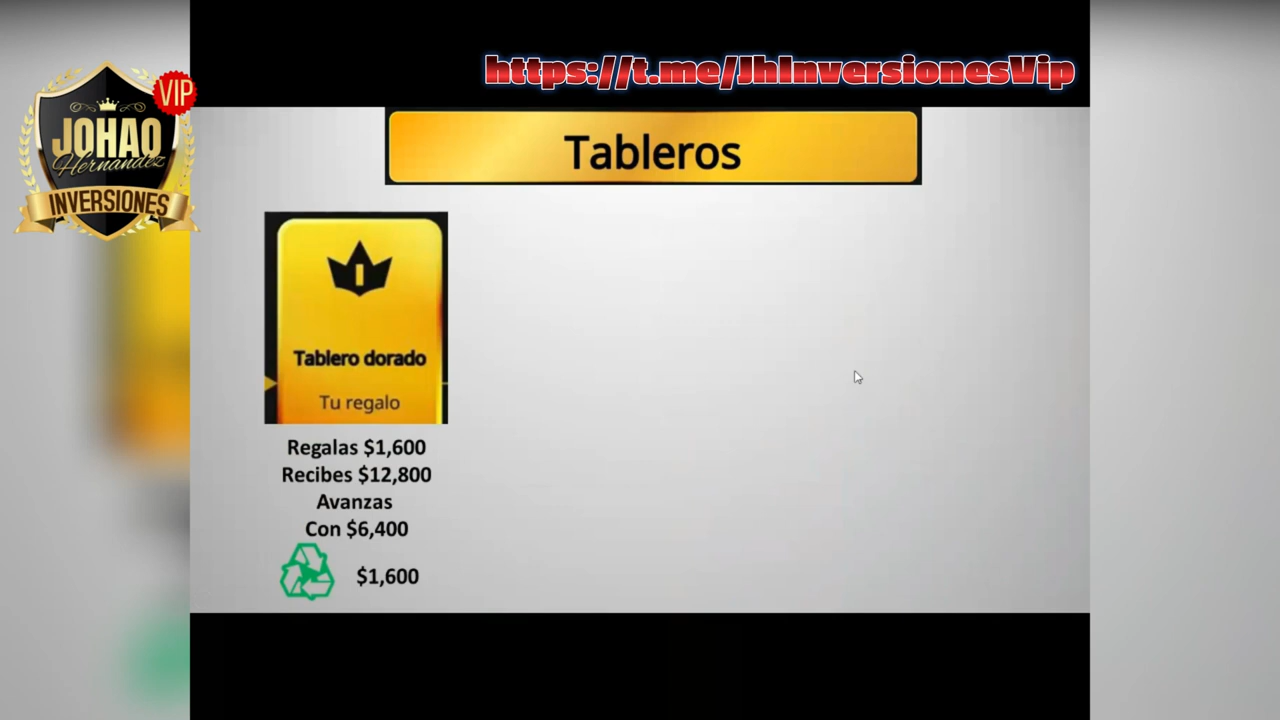 https://t.me/JhInversionesVip
VIP
JOHAO
Hernandez
INVERSIONES
Tableros
Tablero dorado
Tu regalo
Regalas $1,600
Recibes $12,800
Avanzas
Con $6,400
$1,600